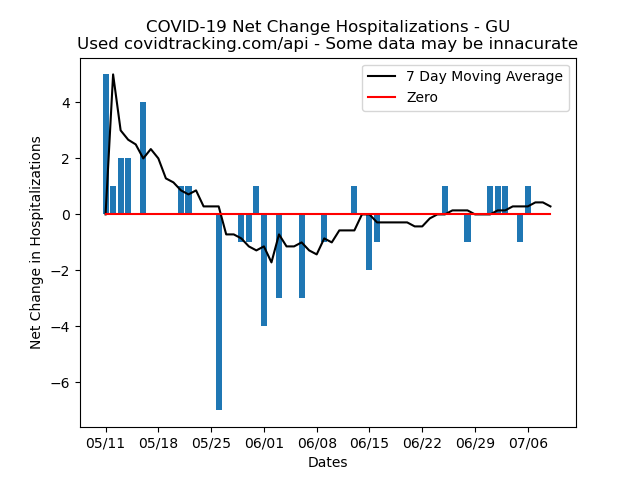 COVID-19 Net Change Hospitalizations - GU
Used covidtracking.com/api - Some data may be innacurate
7 Day Moving Average
Zero
Net Change in Hospitalizations
4
2
0
−2
−4
−6
05/11 05/18 05/25 06/01 06/08 06/15 06/22 06/29 07/06
Dates